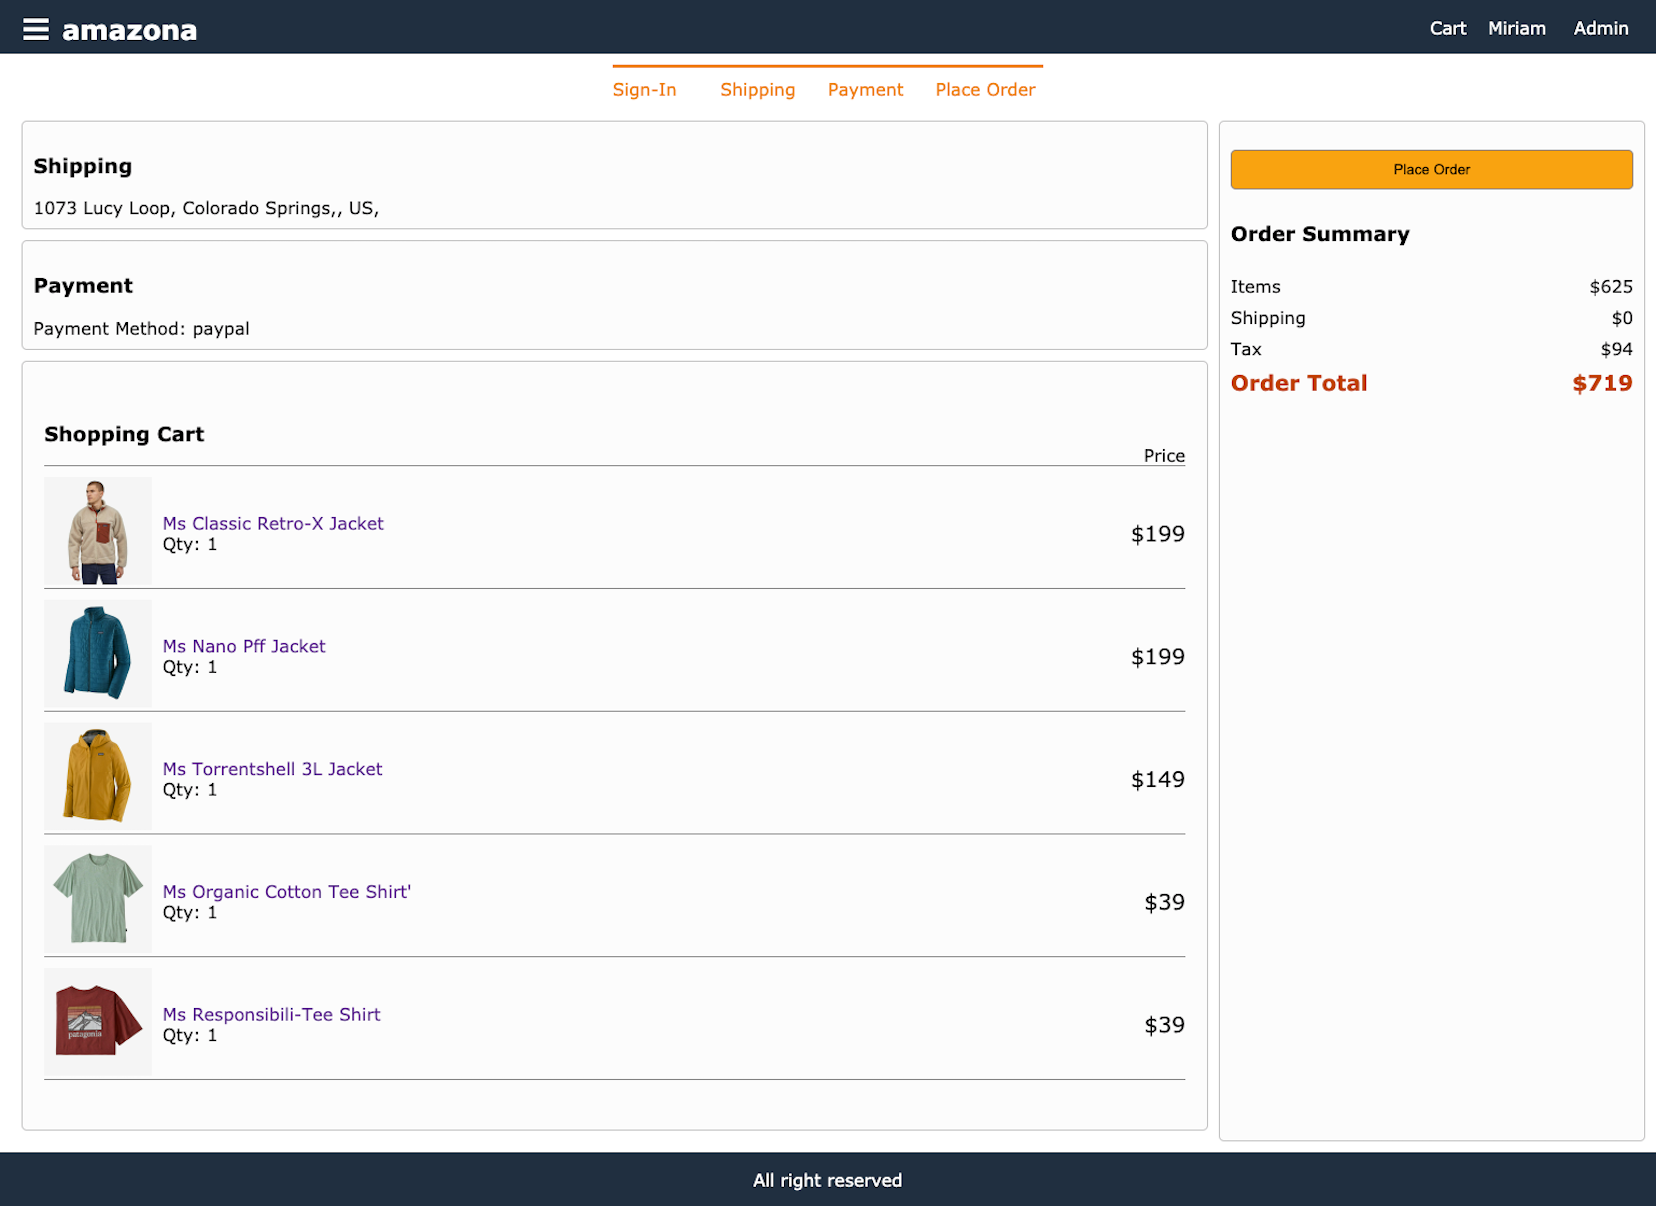 amazona
Cart Miriam Admin
Sign-In Shipping Payment Place Order
Shipping
1073 Lucy Loop, Colorado Springs,, US,
Payment
Payment Method: paypal
Shopping Cart
Price
Ms Classic Retro-X Jacket
Qty: 1
$199
Ms Nano Pff Jacket
Qty: 1
$199
Ms Torrentshell 3L Jacket
Qty: 1
$149
Ms Organic Cotton Tee Shirt'
Qty: 1
$39
patagonia
Ms Responsibili-Tee Shirt
Qty: 1
$39
Place Order
Order Summary
Items $625
Shipping $0
Tax $94
Order Total $719
All right reserved